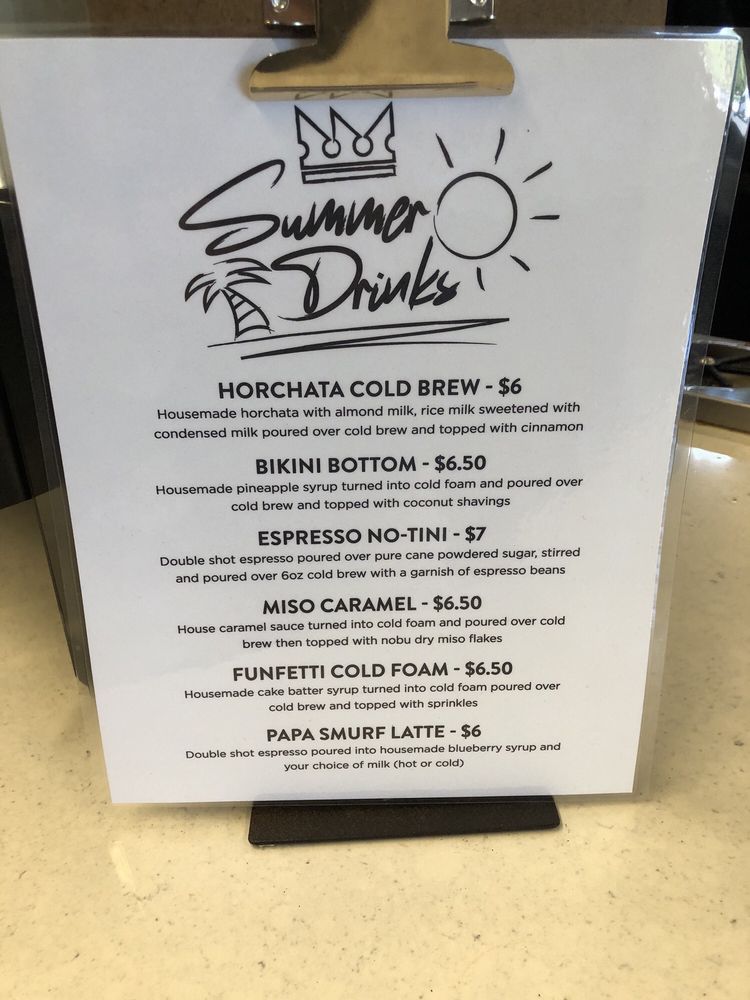 Summer
Drinks
HORCHATA COLD BREW - $6
Housemade horchata with almond milk, rice milk sweetened with
condensed milk poured over cold brew and topped with cinnamon
BIKINI BOTTOM - $6.50
Housemade pineapple syrup turned into cold foam and poured over
cold brew and topped with coconut shavings
ESPRESSO NO-TINI - $7
Double shot espresso poured over pure cane powdered sugar, stirred
and poured over 6oz cold brew with a garnish of espresso beans
MISO CARAMEL - $6.50
House caramel sauce turned into cold foam and poured over cold
brew then topped with nobu dry miso flakes
FUNFETTI COLD FOAM - $6.50
Housemade cake batter syrup turned into cold foam poured over
cold brew and topped with sprinkles
PAPA SMURF LATTE - $6
Double shot espresso poured into housemade blueberry syrup and
your choice of milk (hot or cold)